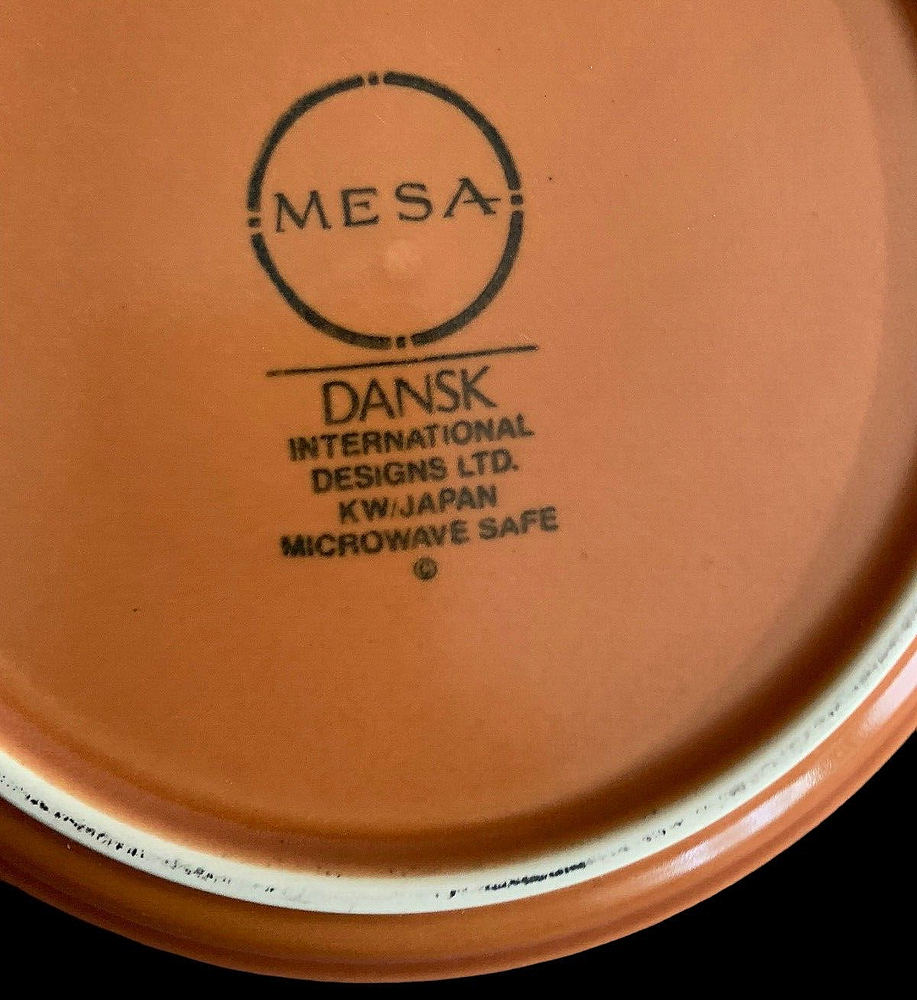 MESA
DANSK
INTERNATIONAL
DESIGNS LTD.
KW/JAPAN
MICROWAVE SAFE
©